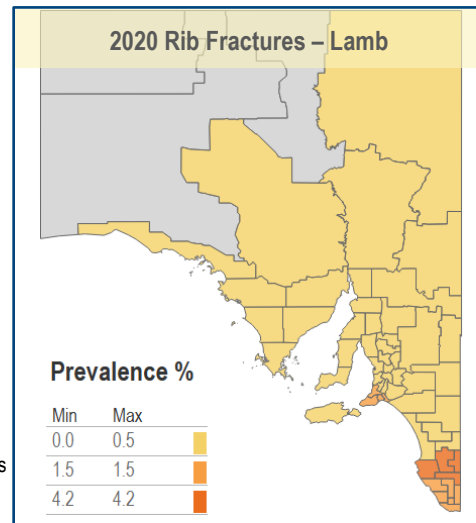 2020 Rib Fractures – Lamb
Prevalence %
Min Max
0.0 0.5
s
1.5 1.5
4.2 4.2